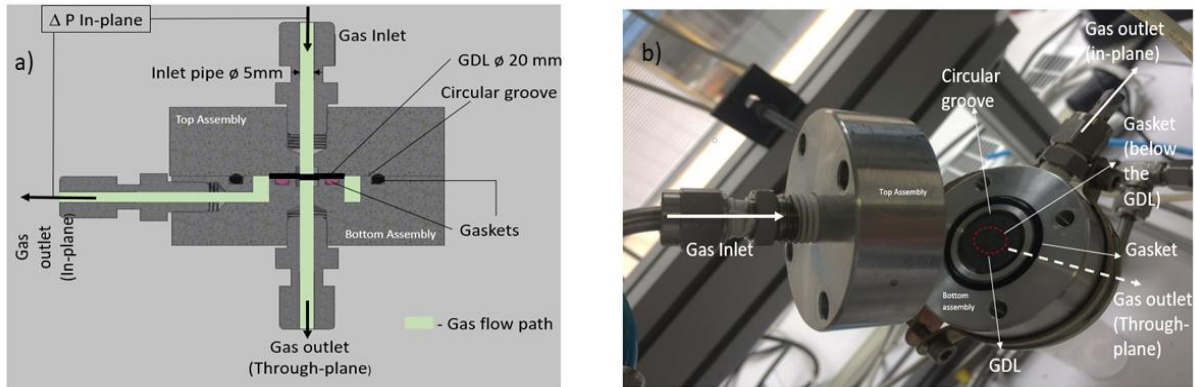 Δ P In-plane
a)
Gas Inlet
Inlet pipe ø 5mm
GDL ø 20 mm
Circular groove
Top Assembly
Gas
outlet
(In-plane)
Bottom Assembly
Gaskets
- Gas flow path
Gas outlet
(Through-plane)
b)
Gas outlet
(in-plane)
Circular
groove
Gasket
(below
the
GDL)
Top Assembly
Gas Inlet
Gasket
Bottom
assembly
Gas outlet
(Through-
plane)
GDL